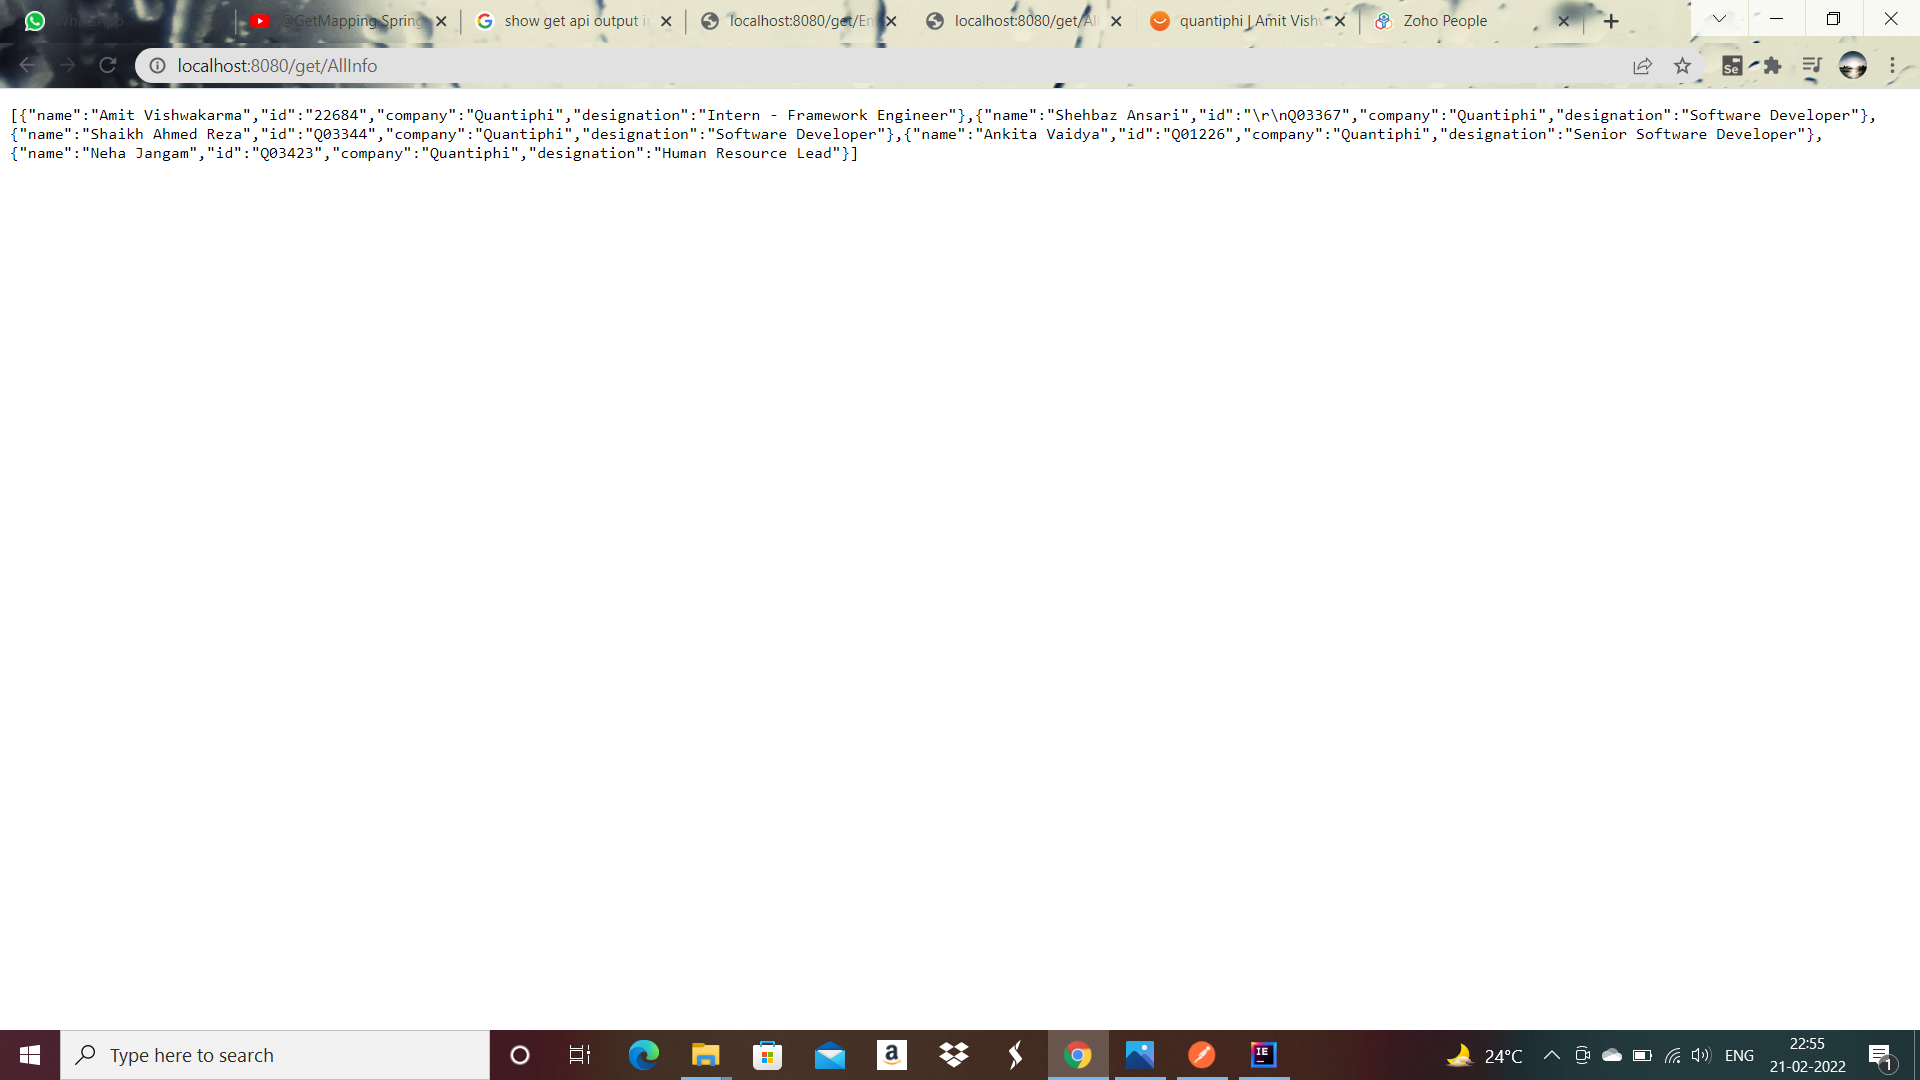 WhatsApp
@GetMapping Spring
show get api output i
localhost:8080/get/Em
localhost:8080/get/All
quantiphi | Amit Vishw
Zoho People
localhost:8080/get/AllInfo
Se
[{"name":"Amit Vishwakarma","id":"22684","company":"Quantiphi","designation":"Intern - Framework Engineer"},{"name":"Shehbaz Ansari","id":"\r\nQ03367","company":"Quantiphi","designation":"Software Developer"},
{"name":"Shaikh Ahmed Reza","id":"Q03344","company":"Quantiphi","designation":"Software Developer"},{"name":"Ankita Vaidya","id":"Q01226","company":"Quantiphi","designation":"Senior Software Developer"},
{"name":"Neha Jangam","id":"Q03423","company":"Quantiphi","designation":"Human Resource Lead"}]
Type here to search
a
IE
24°C
ENG
22:55
21-02-2022
1